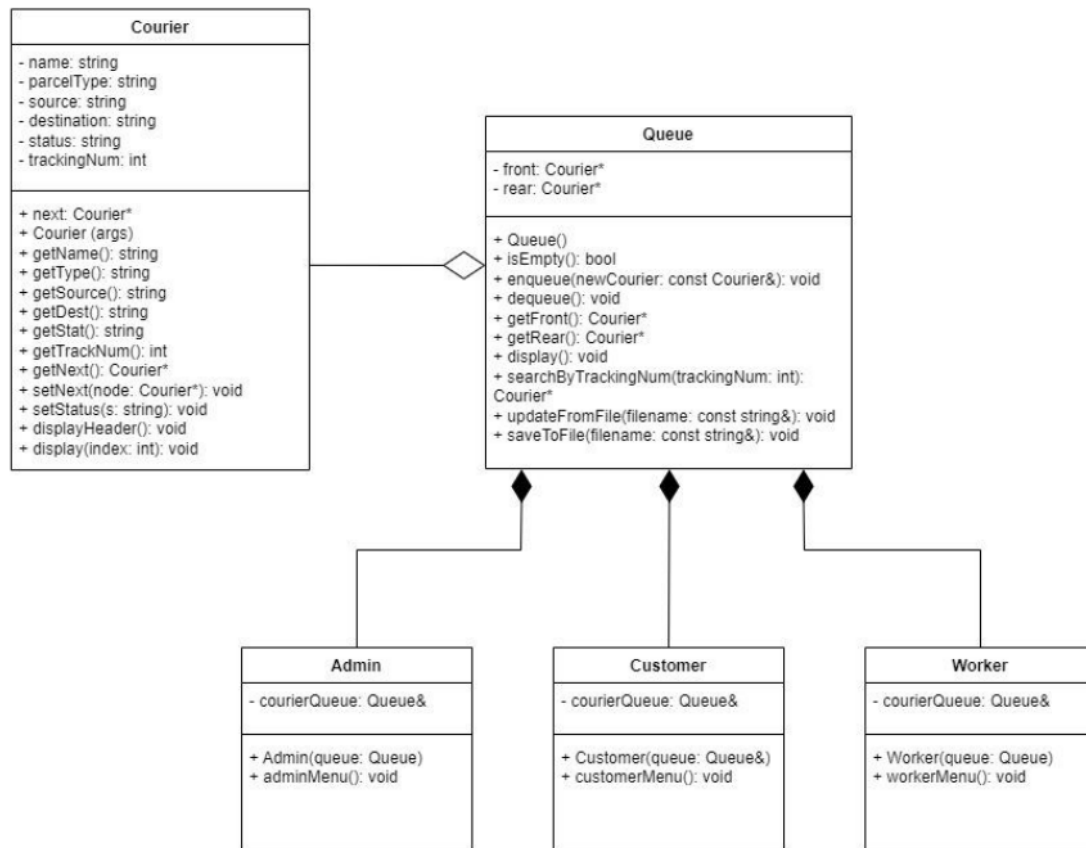 Courier
- name: string
- parcelType: string
- source: string
- destination: string
- status: string
- trackingNum: int
+ next: Courier*
+ Courier (args)
+ getName(): string
+ getType(): string
+ getSource(): string
+ getDest(): string
+ getStat(): string
+ getTrackNum(): int
+ getNext(): Courier*
+ setNext(node: Courier*): void
+ setStatus(s: string): void
+ displayHeader(): void
+ display(index: int): void
Queue
- front: Courier*
- rear: Courier*
+ Queue()
+ isEmpty(): bool
+ enqueue(newCourier: const Courier&): void
+ dequeue(): void
+ getFront(): Courier*
+ getRear(): Courier*
+ display(): void
+ searchByTrackingNum(trackingNum: int):
Courier*
+ updateFromFile(filename: const string&): void
+ saveToFile(filename: const string&): void
Admin
- courierQueue: Queue&
+ Admin(queue: Queue)
+ adminMenu(): void
Customer
- courierQueue: Queue&
+ Customer(queue: Queue&)
+ customerMenu(): void
Worker
- courierQueue: Queue&
+ Worker(queue: Queue)
+ workerMenu(): void